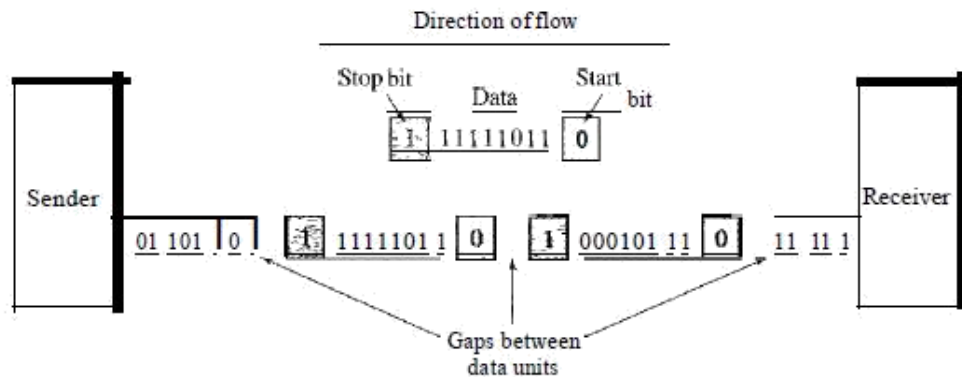 Direction of flow
Stop bit
Data
Start
bit
1 11111011 0
Sender
Receiver
01 101 0 1 1111101 1 0 1 000101 11 0 11 11 1
Gaps between
data units